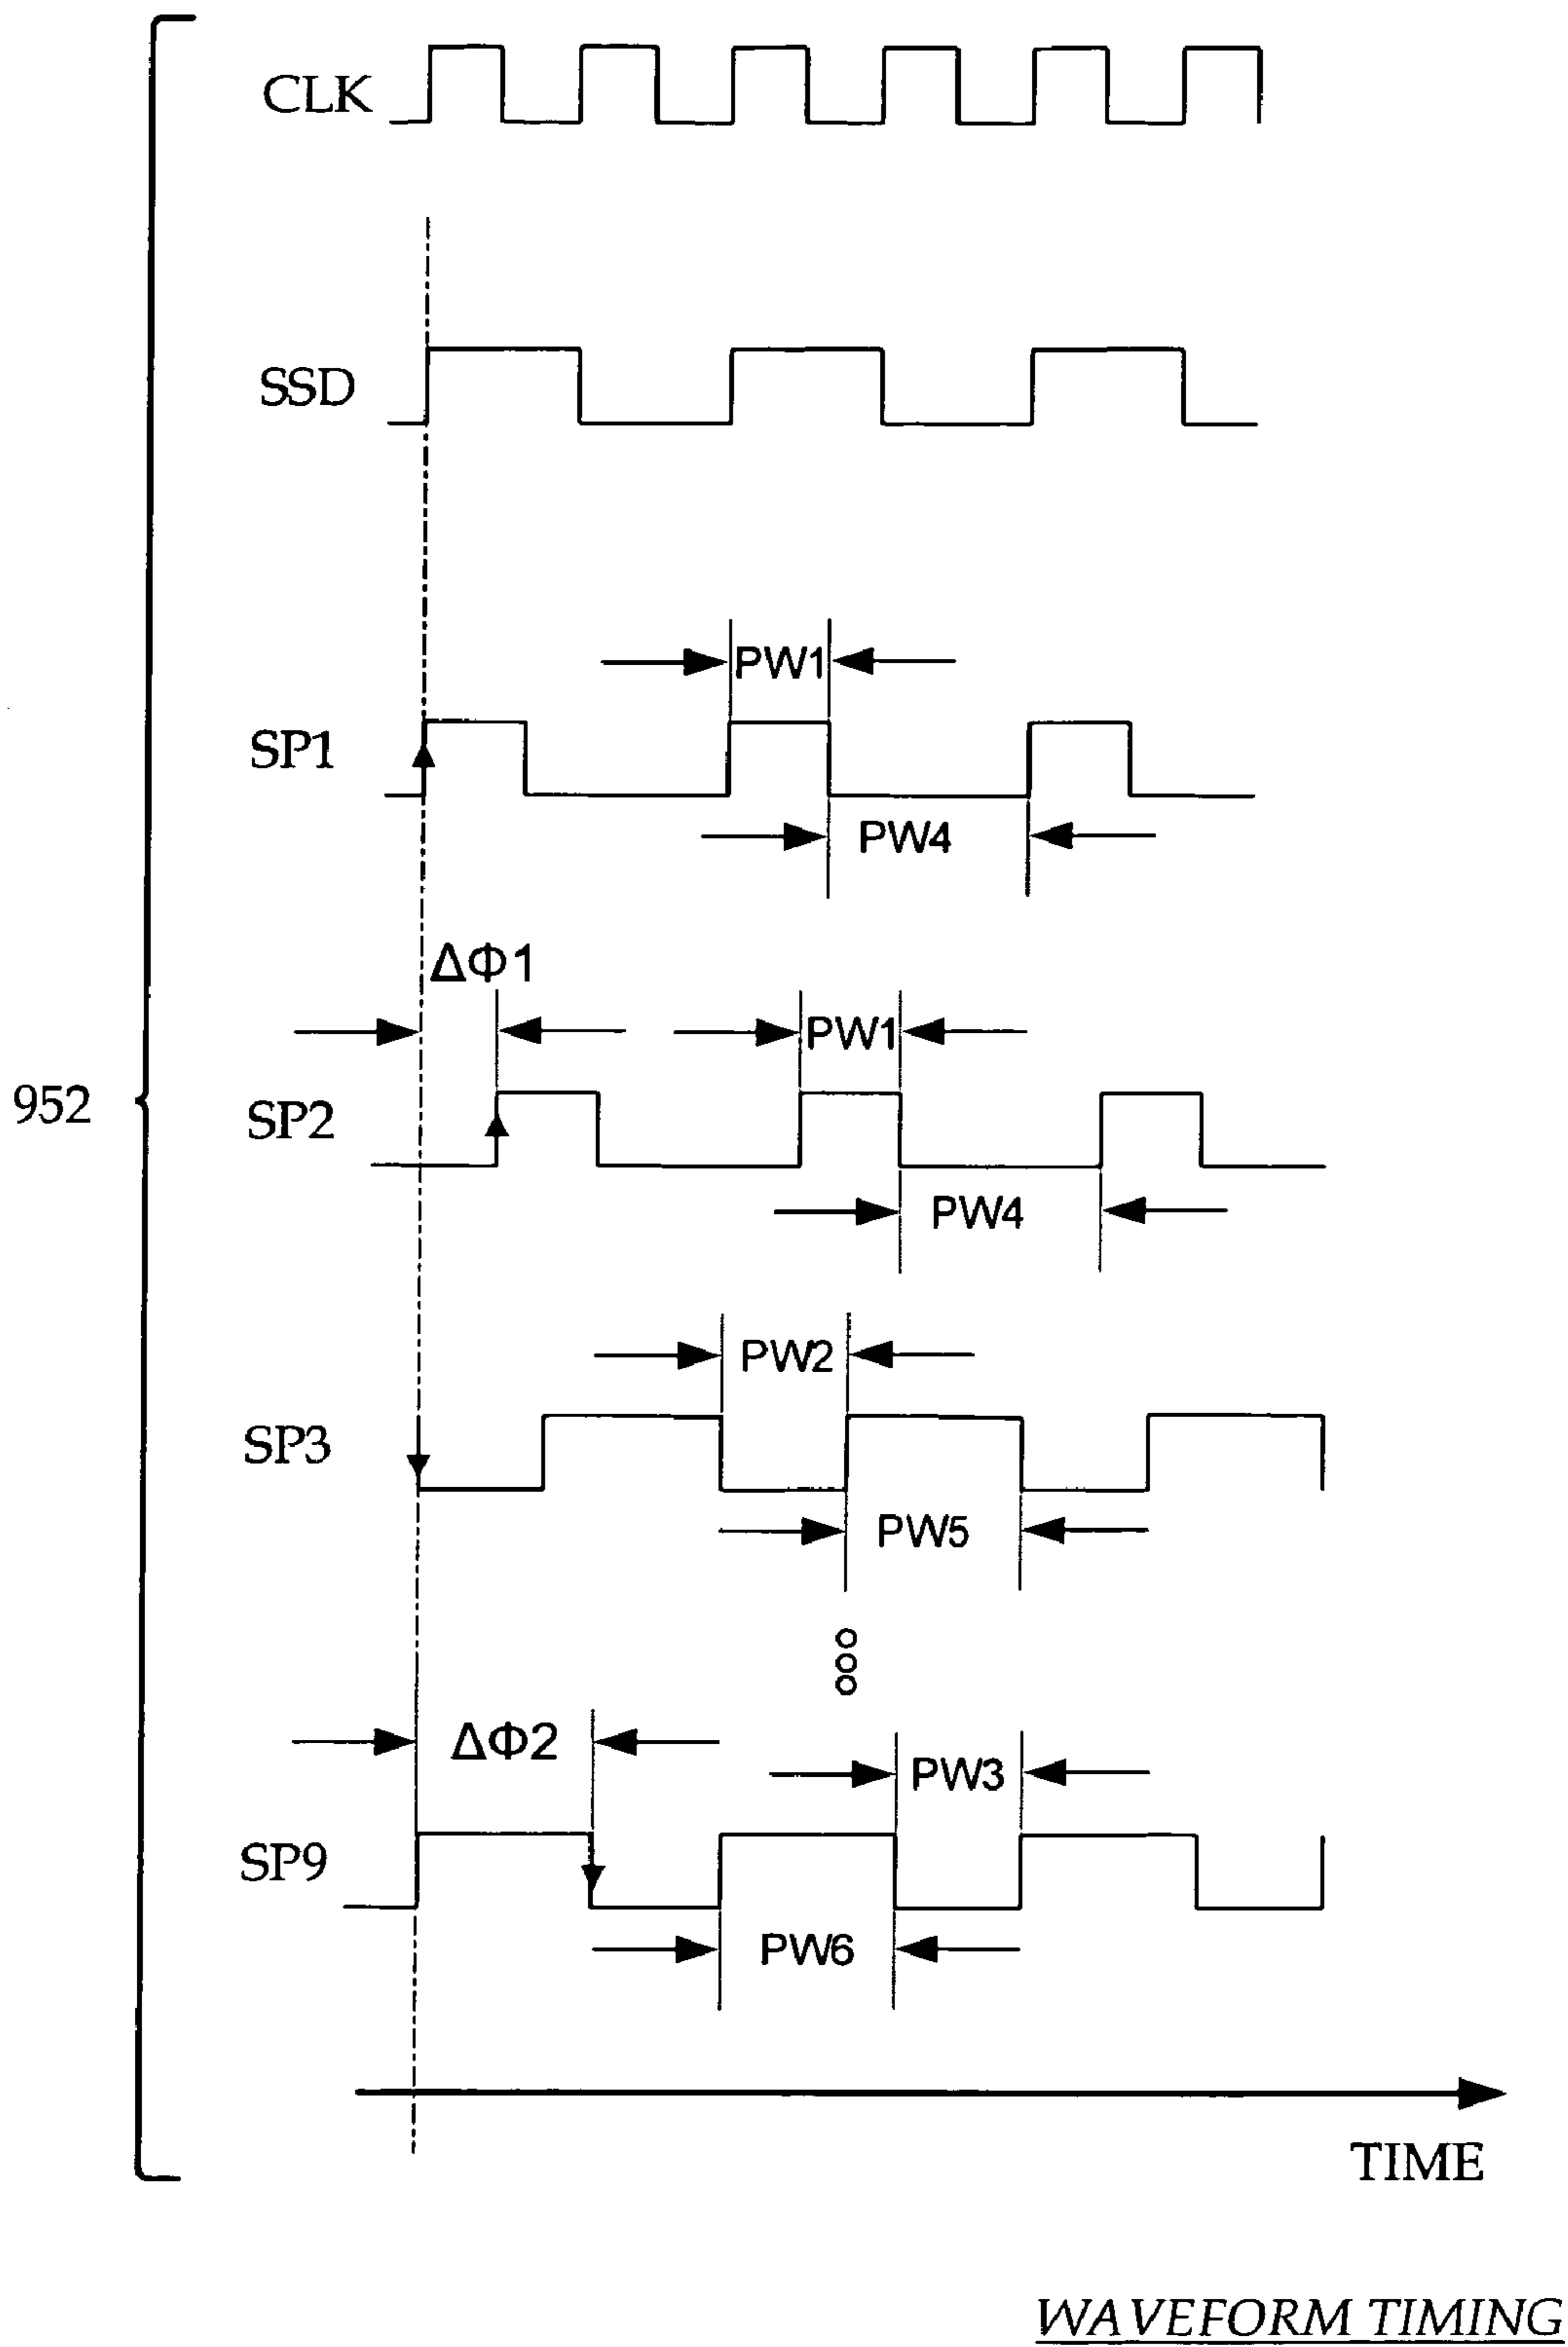 CLK
SSD
PW1
SP1
PW4
ΔΦ1
PW1
952
SP2
PW4
PW2
SP3
PW5
ΔΦ2
PW3
SP9
PW6
TIME
WAVEFORM TIMING